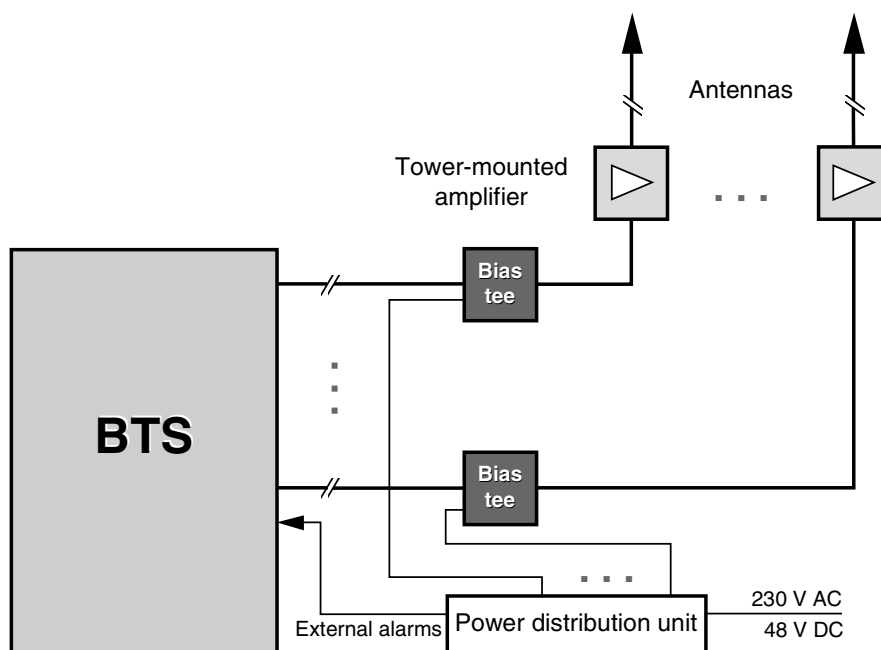 Antennas
Tower-mounted
amplifier
Bias
tee
BTS
Bias
tee
External alarms
Power distribution unit
230 V AC
48 V DC